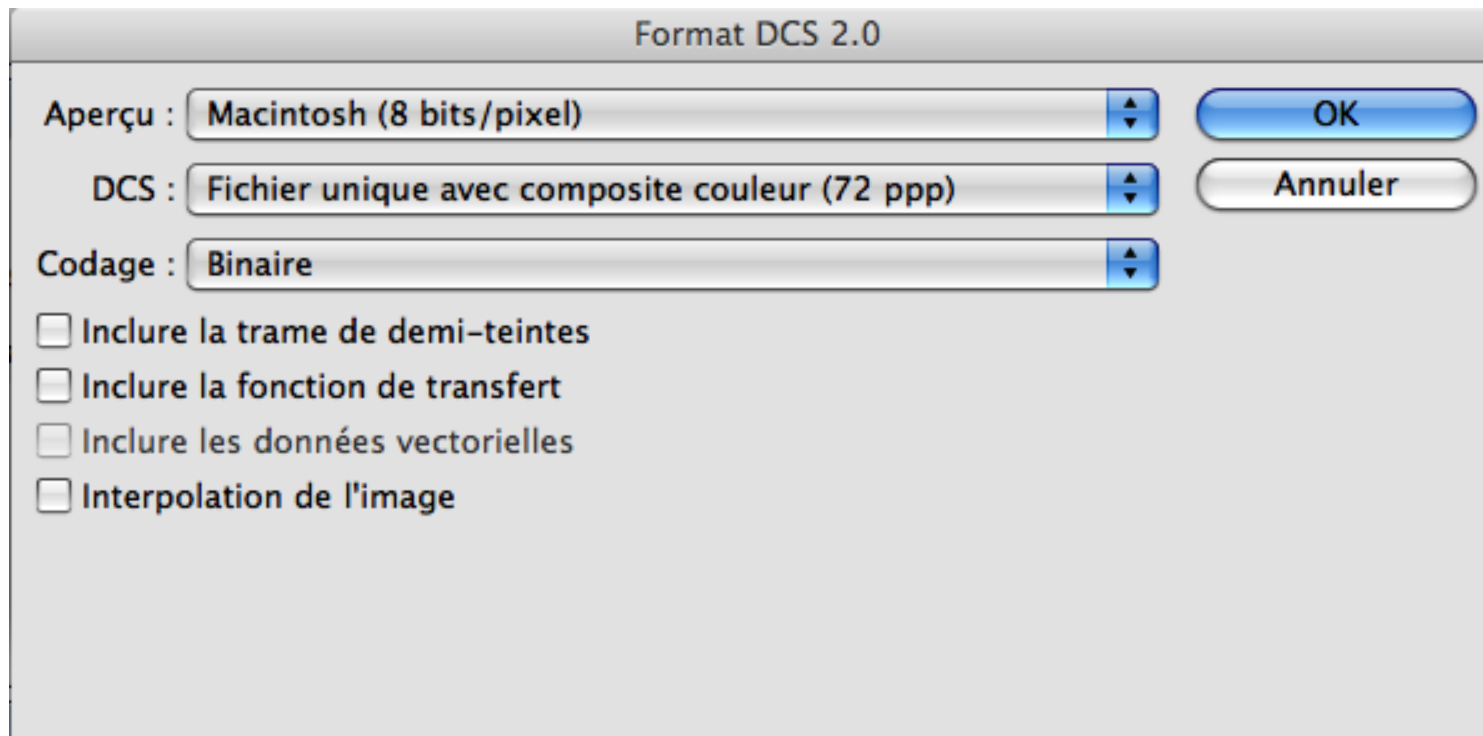 Format DCS 2.0
Aperçu : Macintosh (8 bits/pixel)
OK
DCS : Fichier unique avec composite couleur (72 ppp)
Annuler
Codage : Binaire
Inclure la trame de demi-teintes
Inclure la fonction de transfert
Inclure les données vectorielles
Interpolation de l'image